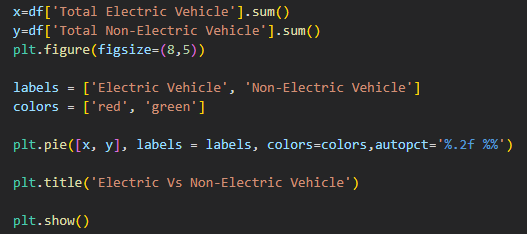 x=df['Total Electric Vehicle'].sum()
y=df['Total Non-Electric Vehicle'].sum()
plt.figure(figsize=(8,5))
labels = ['Electric Vehicle', 'Non-Electric Vehicle']
colors = ['red', 'green']
plt.pie([x, y], labels = labels, colors=colors,autopct='%.2f %%')
plt.title('Electric Vs Non-Electric Vehicle')
plt.show()